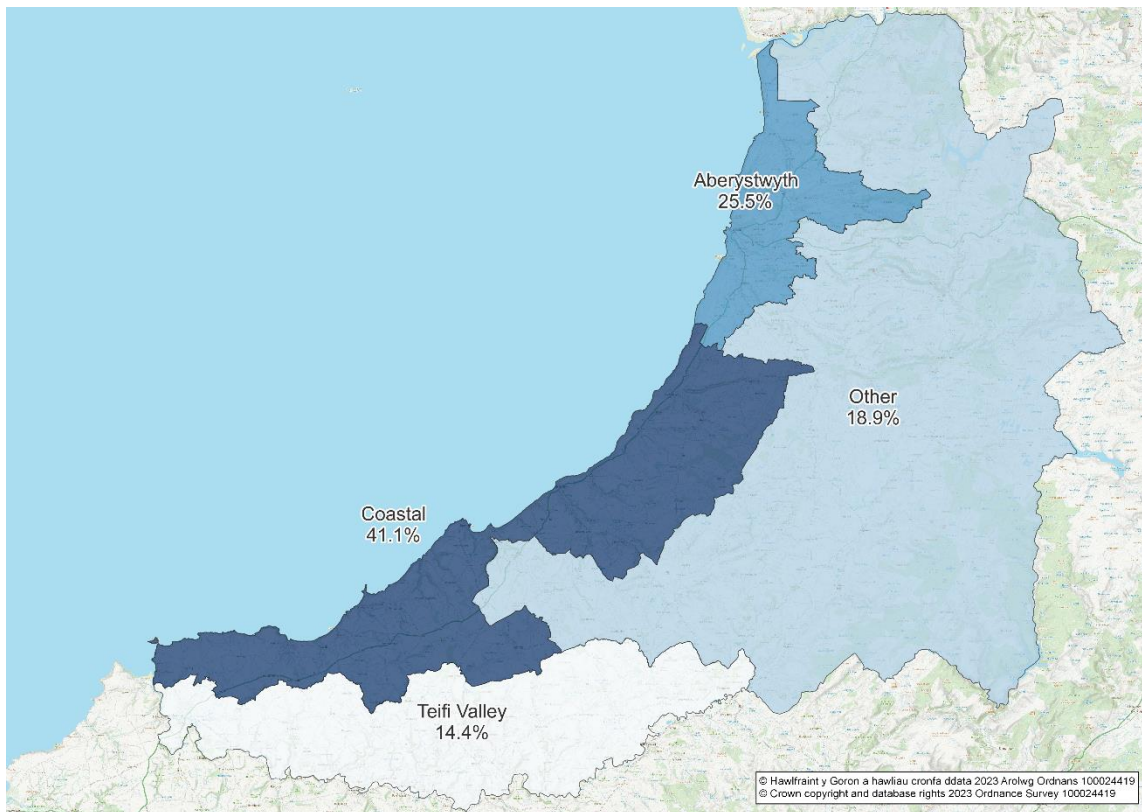 Aberystwyth
25.5%
Other
18.9%
Coastal
41.1%
Teifi Valley
14.4%
© Hawlfraint y Goron a hawliau cronfa ddata 2023 Arolwg Ordnans 100024419
© Crown copyright and database rights 2023 Ordnance Survey 100024419